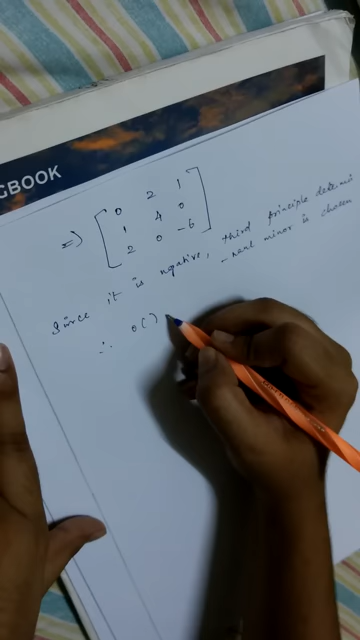 GBOOK
=> [ 0 2 1
1 4 0
2 0 -6 ]
Since it is negative, third principle determi
-nant minor is chosen
∴ 0( )